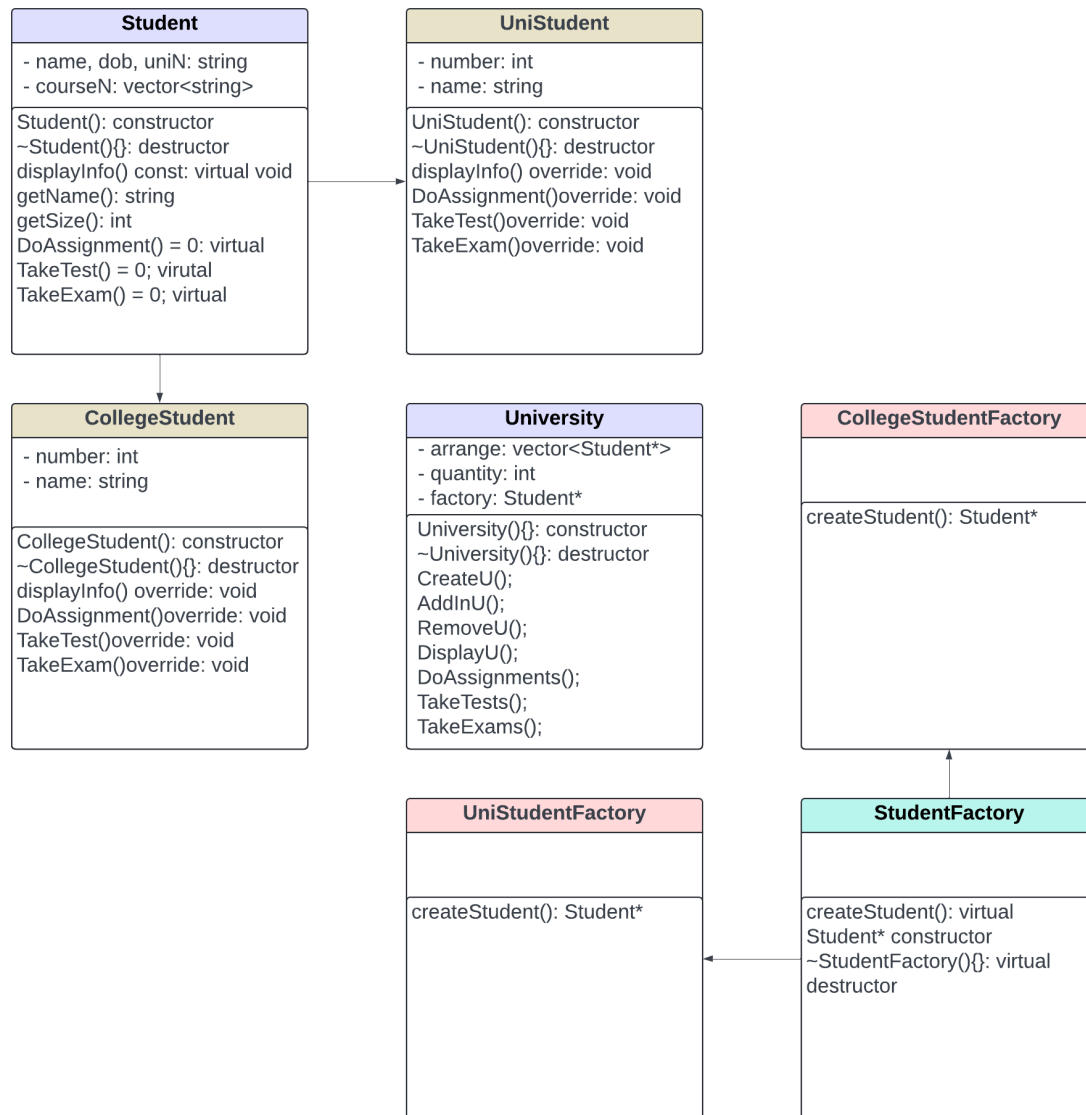 Student
- name, dob, uniN: string
- courseN: vector<string>
Student(): constructor
~Student(){}: destructor
displayInfo() const: virtual void
getName(): string
getSize(): int
DoAssignment() = 0: virtual
TakeTest() = 0; virutal
TakeExam() = 0; virtual
UniStudent
- number: int
- name: string
UniStudent(): constructor
~UniStudent(){}: destructor
displayInfo() override: void
DoAssignment()override: void
TakeTest()override: void
TakeExam()override: void
CollegeStudent
- number: int
- name: string
CollegeStudent(): constructor
~CollegeStudent(){}: destructor
displayInfo() override: void
DoAssignment()override: void
TakeTest()override: void
TakeExam()override: void
University
- arrange: vector<Student*>
- quantity: int
- factory: Student*
University(){}: constructor
~University(){}: destructor
CreateU();
AddInU();
RemoveU();
DisplayU();
DoAssignments();
TakeTests();
TakeExams();
CollegeStudentFactory
createStudent(): Student*
UniStudentFactory
createStudent(): Student*
StudentFactory
createStudent(): virtual
Student* constructor
~StudentFactory(){}: virtual
destructor